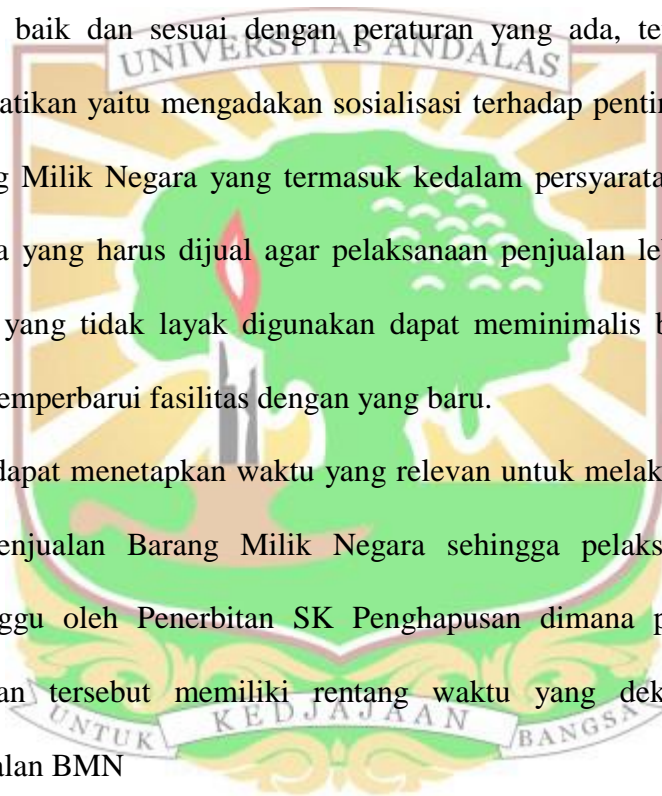 baik dan sesuai dengan peraturan yang ada, te
UNIVERSITAS ANDALAS
atikan yaitu mengadakan sosialisasi terhadap pentin
g Milik Negara yang termasuk kedalam persyarata
a yang harus dijual agar pelaksanaan penjualan le
yang tidak layak digunakan dapat meminimalis b
emperbarui fasilitas dengan yang baru.
dapat menetapkan waktu yang relevan untuk melak
enjualan Barang Milik Negara sehingga pelaks
ggu oleh Penerbitan SK Penghapusan dimana p
an tersebut memiliki rentang waktu yang dek
UNTUK KEDJAJAAN BANGSA
alan BMN